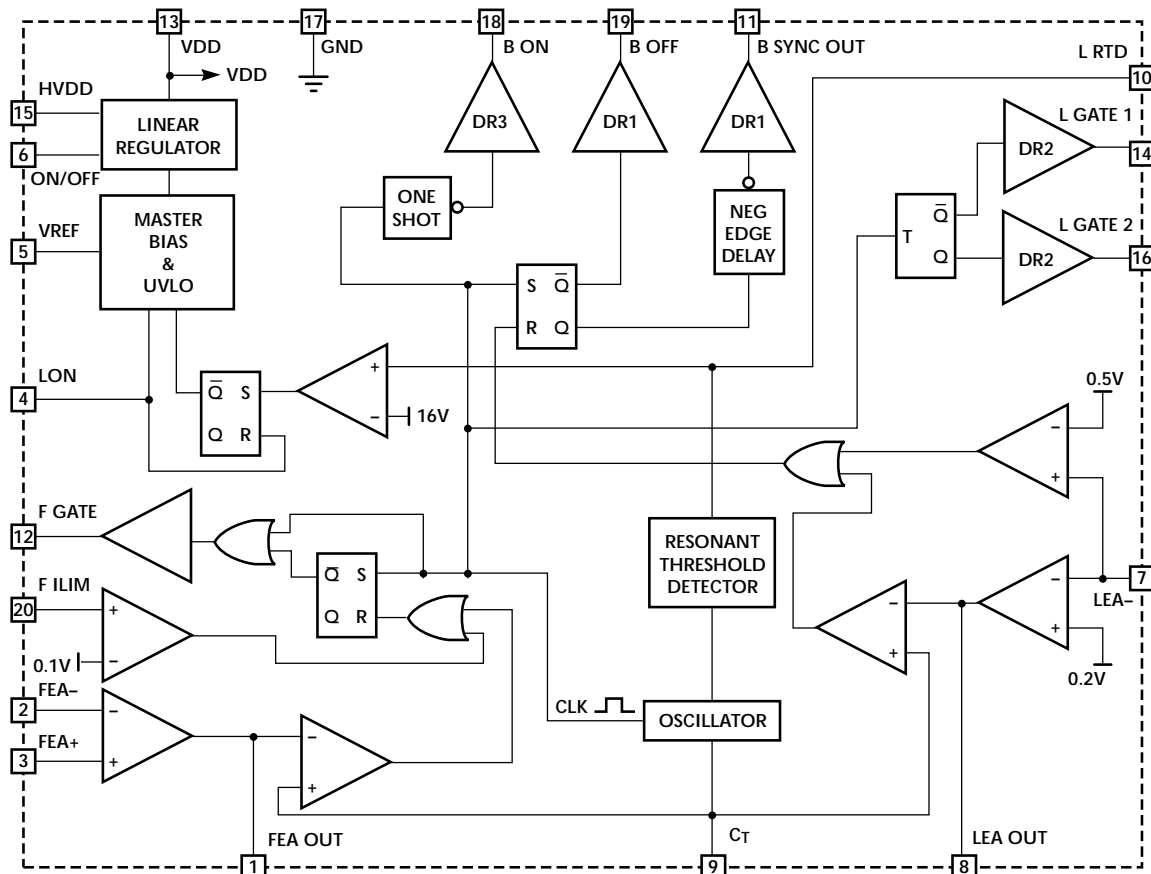 13
17
18
19
11
VDD
GND
B ON
B OFF
B SYNC OUT
L RTD
10
VDD
HVDD
15
LINEAR
REGULATOR
6
ON/OFF
DR3
DR1
DR1
L GATE 1
DR2
14
MASTER
BIAS
&
UVLO
VREF
5
ONE
SHOT
NEG
EDGE
DELAY
T
Q̅
Q
L GATE 2
DR2
16
S
Q̅
R
Q
LON
4
Q̅
S
Q
R
+
−
16V
0.5V
−
+
F GATE
12
Q̅
S
Q
R
RESONANT
THRESHOLD
DETECTOR
−
+
7
LEA–
0.2V
F ILIM
20
+
−
0.1V
−
+
FEA–
2
−
FEA+
3
+
−
+
CLK
OSCILLATOR
FEA OUT
1
CT
9
LEA OUT
8